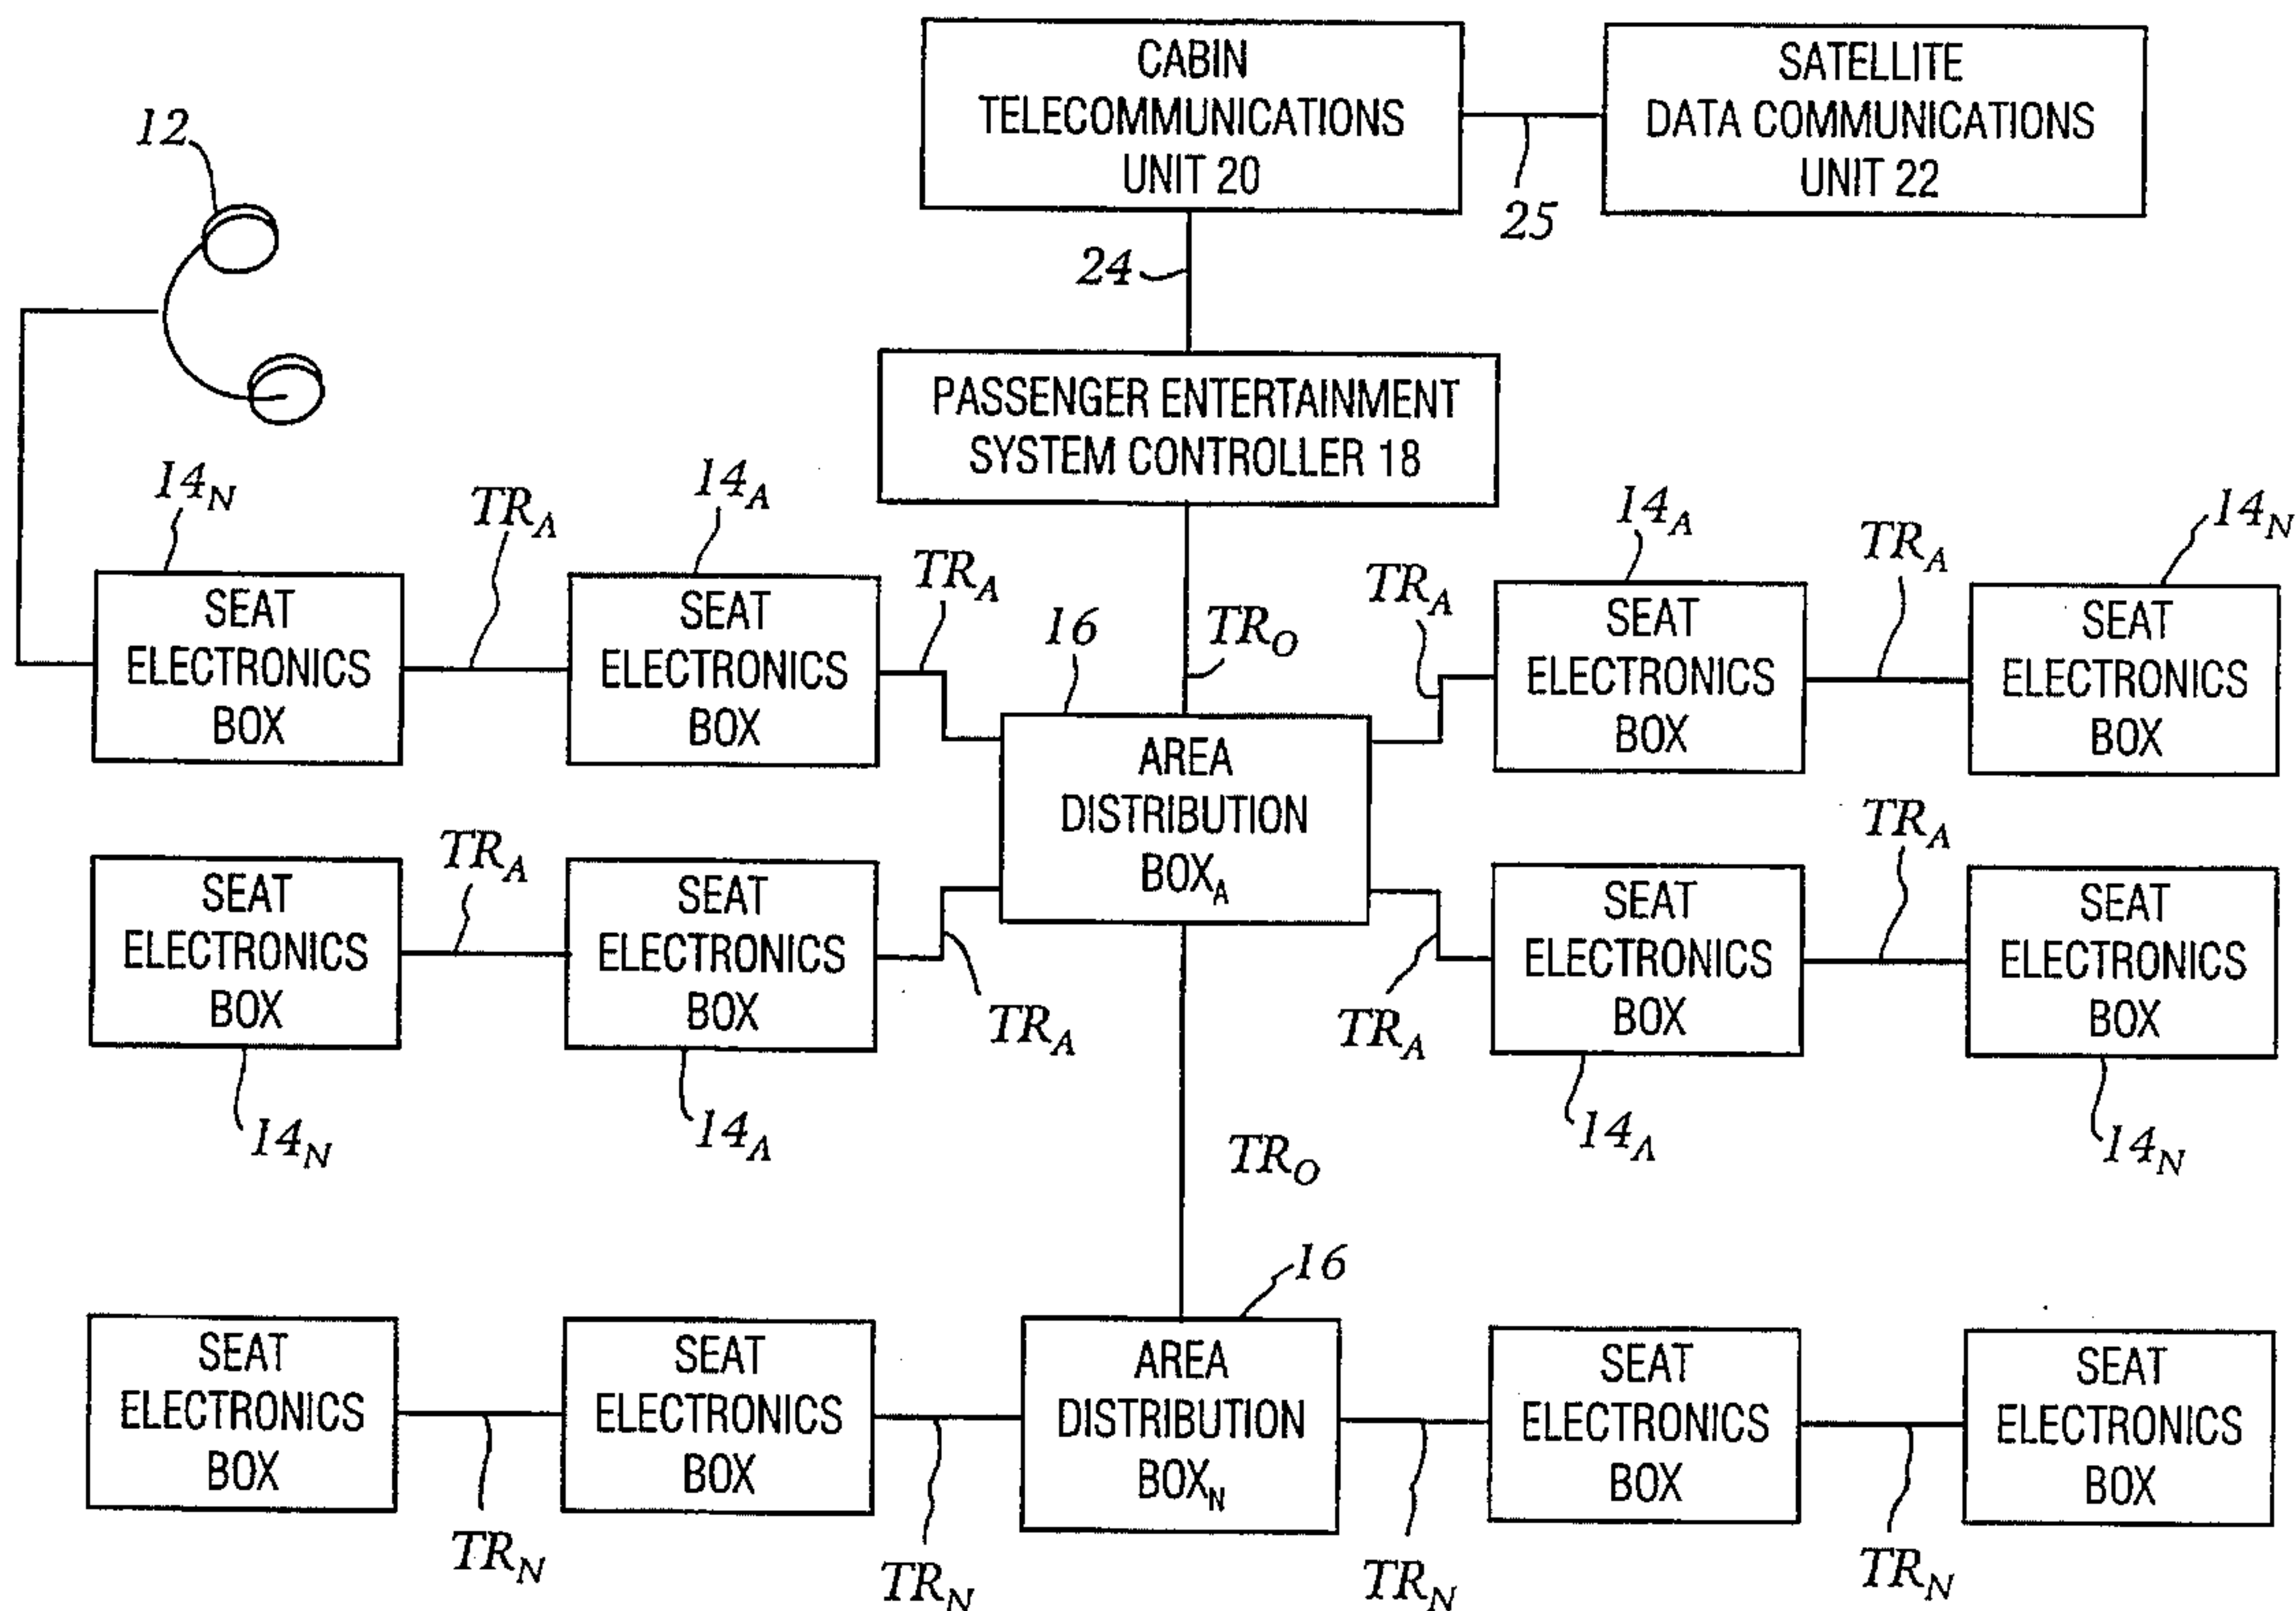 CABIN
TELECOMMUNICATIONS
UNIT 20
SATELLITE
DATA COMMUNICATIONS
UNIT 22
25
12
24
PASSENGER ENTERTAINMENT
SYSTEM CONTROLLER 18
14N
TRA
14A
TRA
TRO
16
TRA
14A
TRA
14N
SEAT
ELECTRONICS
BOX
SEAT
ELECTRONICS
BOX
AREA
DISTRIBUTION
BOXA
SEAT
ELECTRONICS
BOX
SEAT
ELECTRONICS
BOX
TRA
TRA
SEAT
ELECTRONICS
BOX
SEAT
ELECTRONICS
BOX
SEAT
ELECTRONICS
BOX
SEAT
ELECTRONICS
BOX
TRA
TRA
14N
14A
14A
14N
TRO
16
SEAT
ELECTRONICS
BOX
SEAT
ELECTRONICS
BOX
AREA
DISTRIBUTION
BOXN
SEAT
ELECTRONICS
BOX
SEAT
ELECTRONICS
BOX
TRN
TRN
TRN
TRN